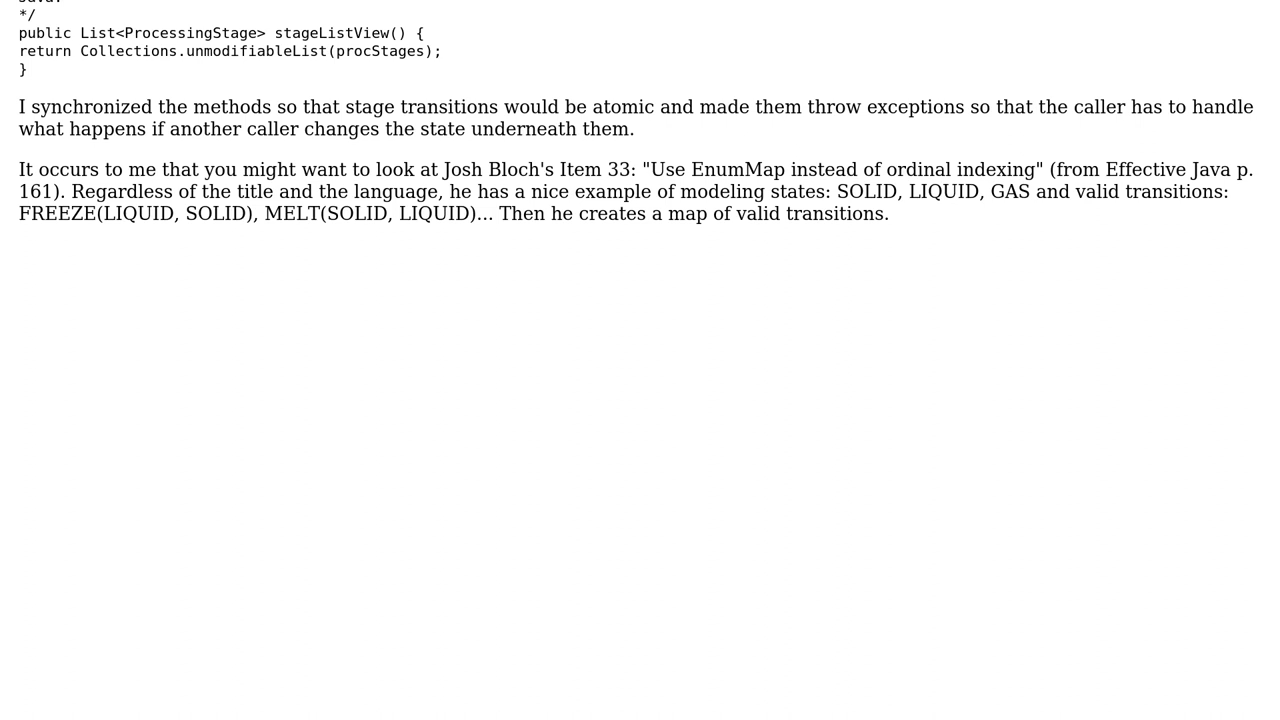 */
public List<ProcessingStage> stageListView() {
return Collections.unmodifiableList(procStages);
}
I synchronized the methods so that stage transitions would be atomic and made them throw exceptions so that the caller has to handle
what happens if another caller changes the state underneath them.
It occurs to me that you might want to look at Josh Bloch's Item 33: "Use EnumMap instead of ordinal indexing" (from Effective Java p.
161). Regardless of the title and the language, he has a nice example of modeling states: SOLID, LIQUID, GAS and valid transitions:
FREEZE(LIQUID, SOLID), MELT(SOLID, LIQUID)... Then he creates a map of valid transitions.